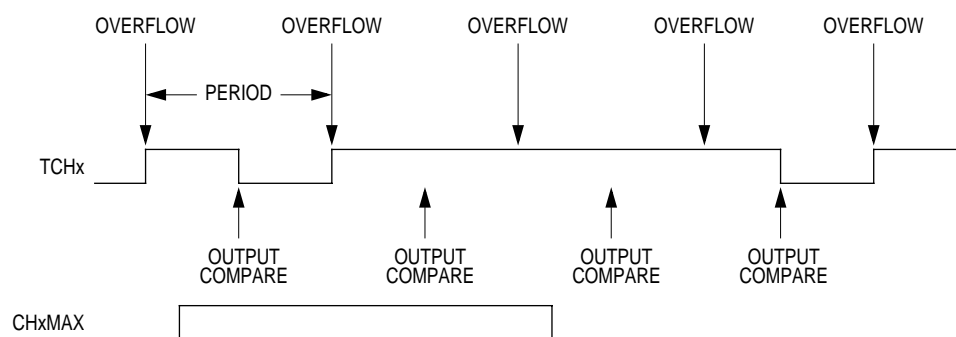 OVERFLOW OVERFLOW OVERFLOW OVERFLOW OVERFLOW
PERIOD
TCHx
OUTPUT COMPARE
OUTPUT COMPARE
OUTPUT COMPARE
OUTPUT COMPARE
CHxMAX